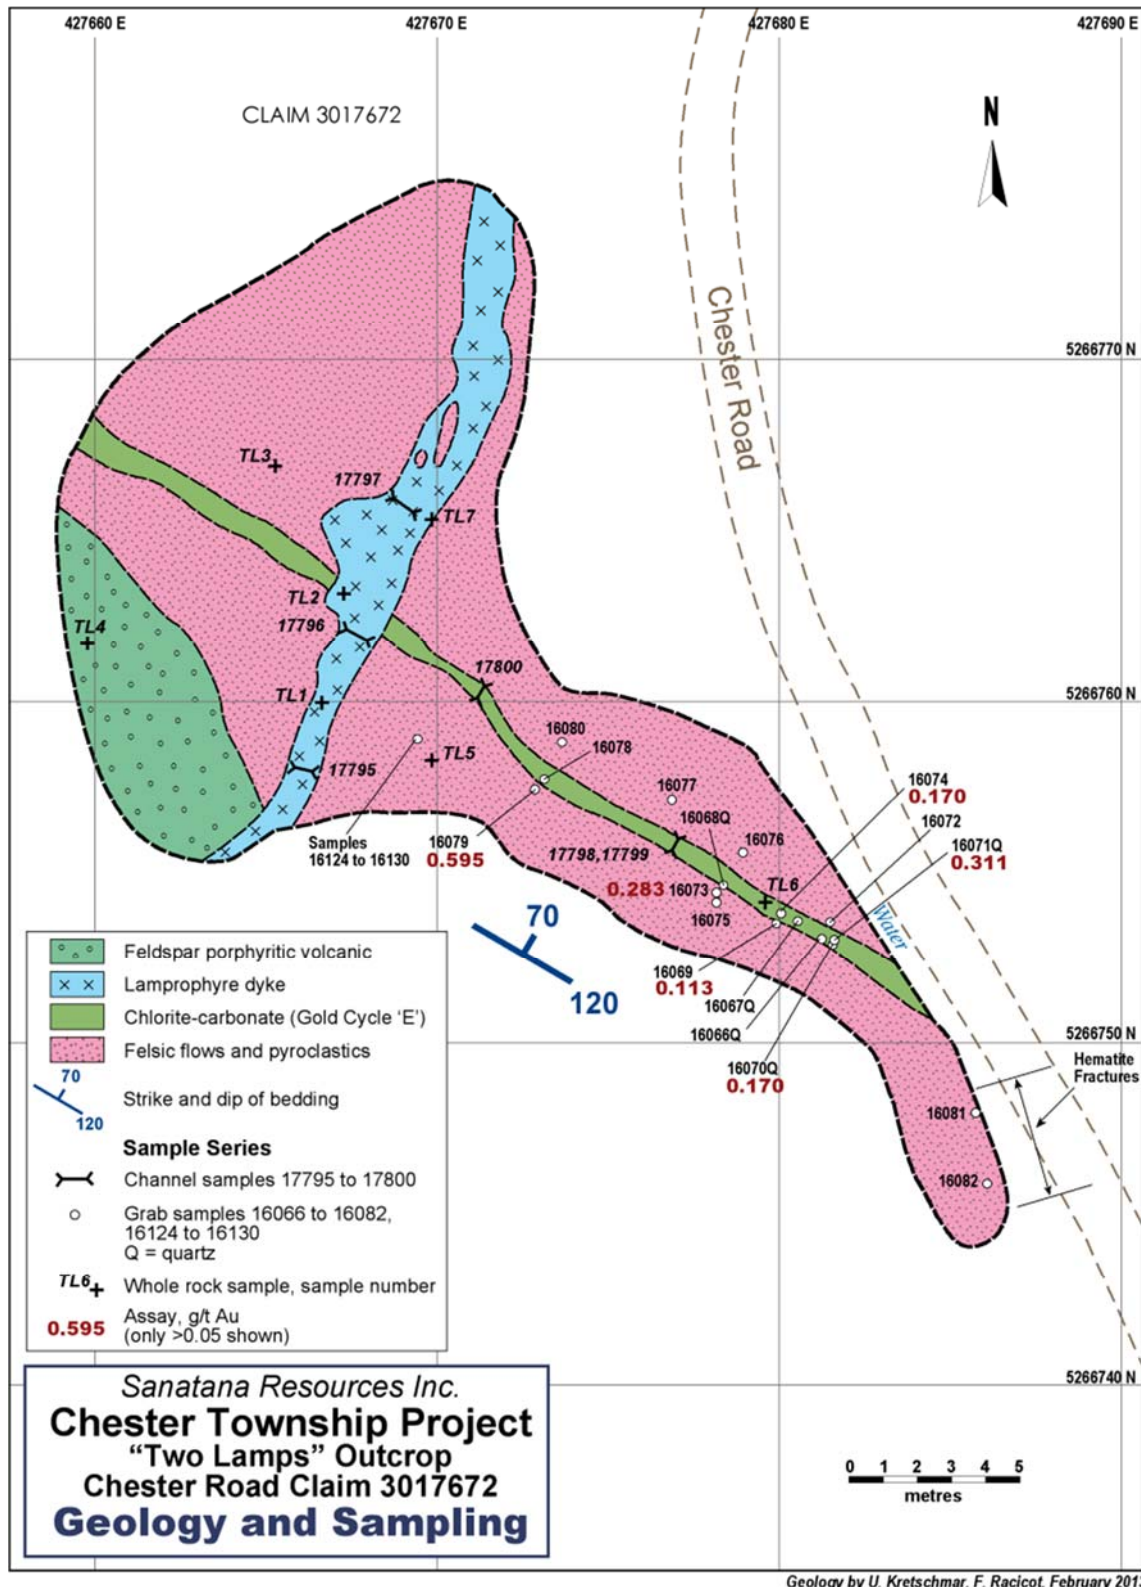 427660 E
427670 E
427680 E
427690 E
CLAIM 3017672
N
Chester Road
5266770 N
TL3
17797
TL7
TL2
TL4
17796
17800
5266760 N
TL1
16080
16078
TL5
17795
16077
16074
0.170
16068Q
16072
16071Q
0.311
Samples
16124 to 16130
16079
0.595
17798,17799
16076
TL6
0.283
16073
16075
Water
70
120
16069
0.113
16067Q
16066Q
16070Q
0.170
5266750 N
Hematite
Fractures
16081
16082
Feldspar porphyritic volcanic
Lamprophyre dyke
Chlorite-carbonate (Gold Cycle 'E')
Felsic flows and pyroclastics
70
120
Strike and dip of bedding
Sample Series
Channel samples 17795 to 17800
Grab samples 16066 to 16082,
16124 to 16130
Q = quartz
TL6
Whole rock sample, sample number
0.595
Assay, g/t Au
(only >0.05 shown)
5266740 N
Sanatana Resources Inc.
Chester Township Project
"Two Lamps" Outcrop
Chester Road Claim 3017672
Geology and Sampling
0 1 2 3 4 5
metres
Geology by U. Kretschmar, F. Racicot, February